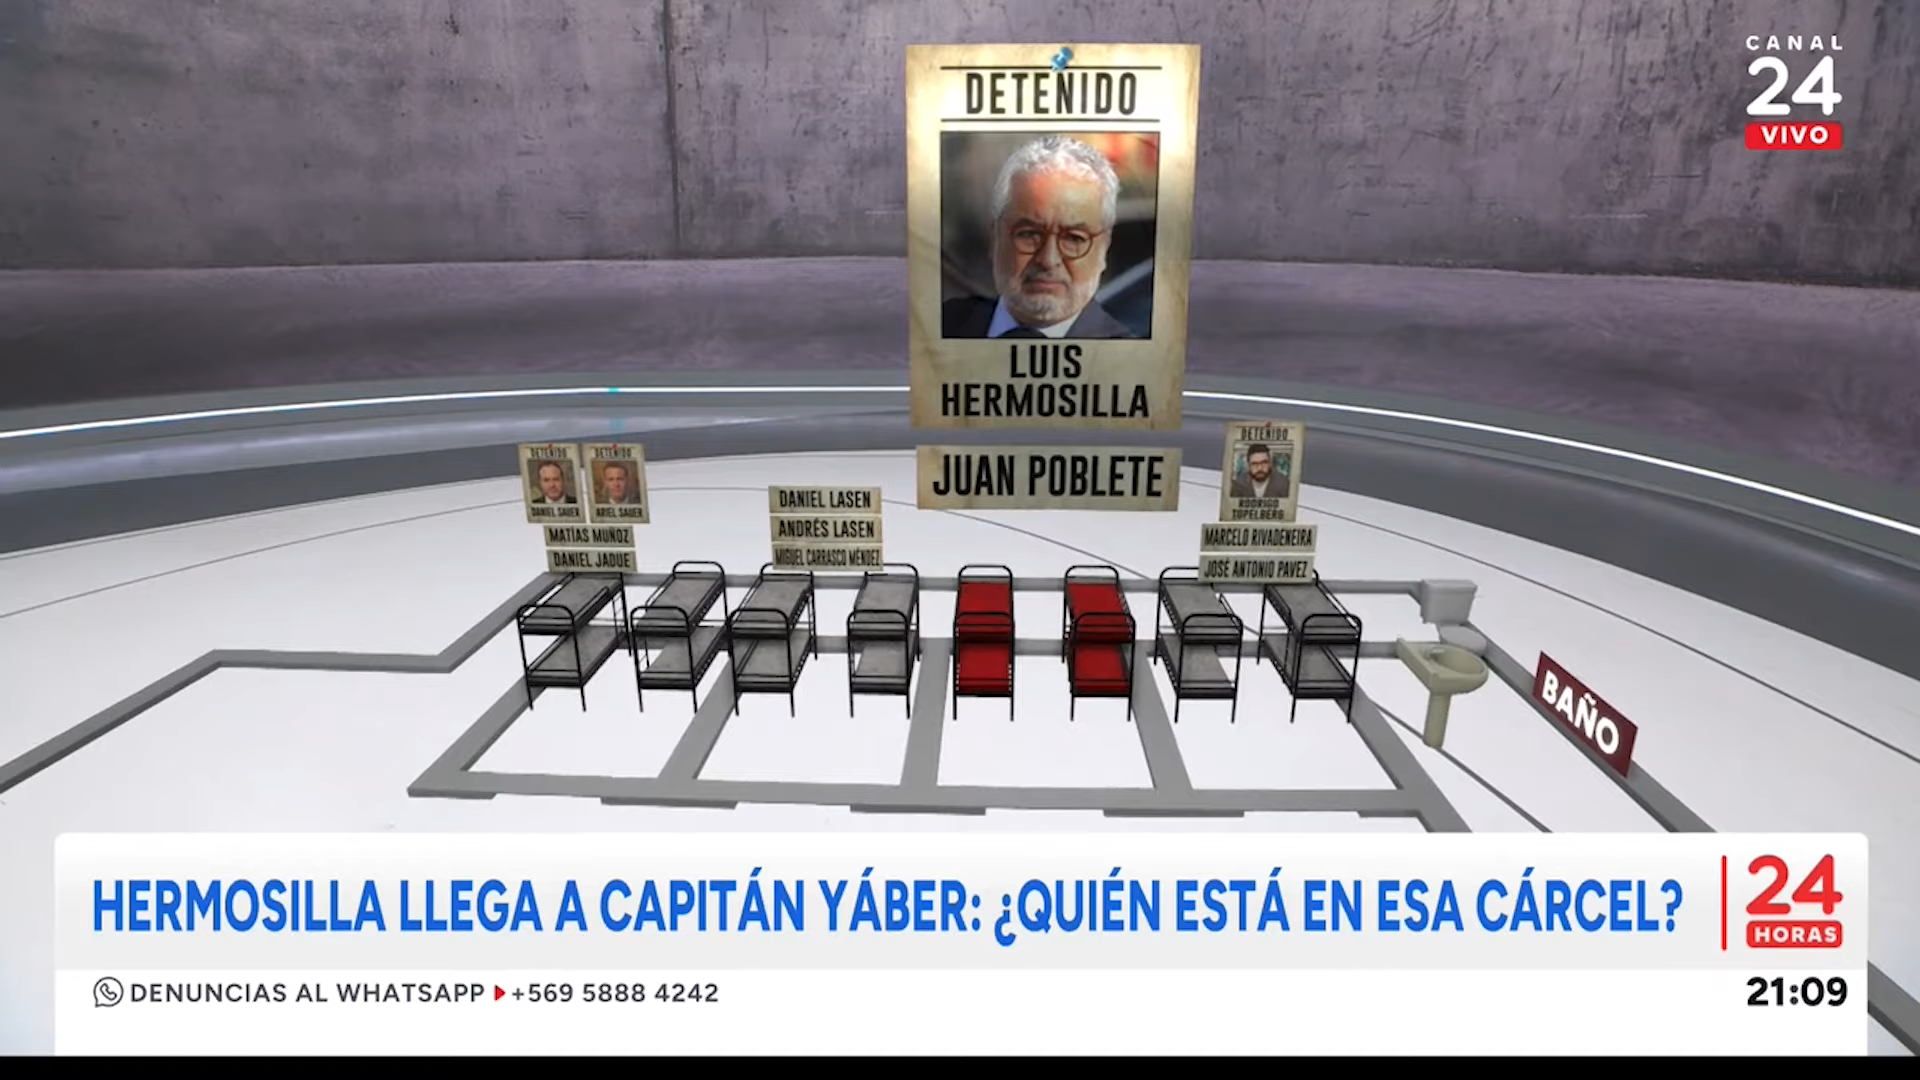 CANAL
24
VIVO
DETENIDO
LUIS
HERMOSILLA
JUAN POBLETE
DETENIDO
DANIEL SAUER
DETENIDO
ARIEL SAUER
MATÍAS MUÑOZ
DANIEL JADUE
DANIEL LASEN
ANDRÉS LASEN
MIGUEL CARRASCO MÉNDEZ
DETENIDO
RODRIGO
TOPELBERG
MARCELO RIVADENEIRA
JOSÉ ANTONIO PAVEZ
BAÑO
HERMOSILLA LLEGA A CAPITÁN YÁBER: ¿QUIÉN ESTÁ EN ESA CÁRCEL?
24
HORAS
DENUNCIAS AL WHATSAPP +569 5888 4242
21:09